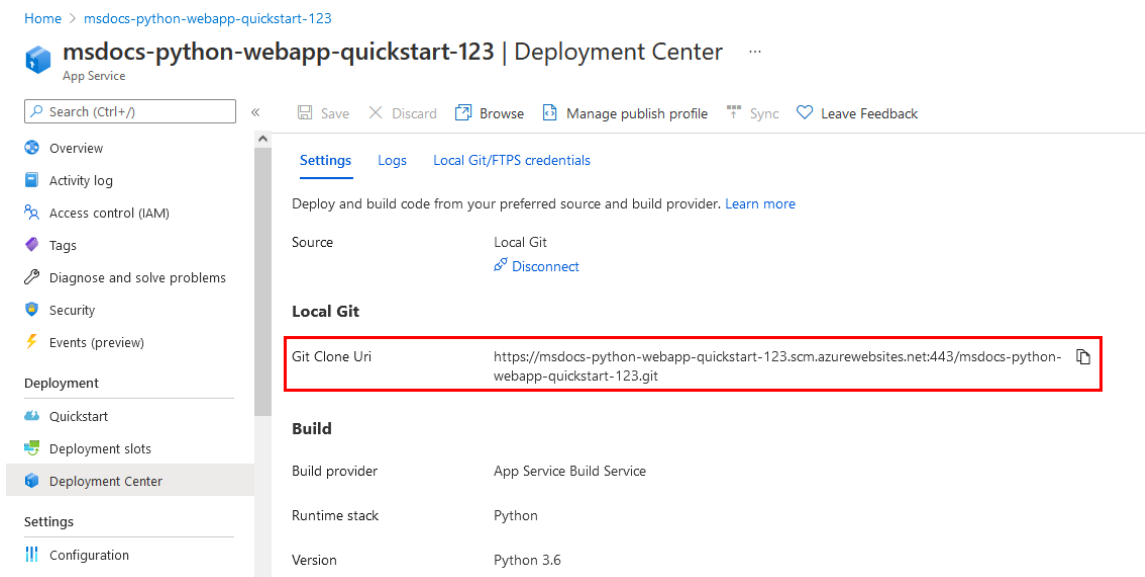 Home > msdocs-python-webapp-quickstart-123
msdocs-python-webapp-quickstart-123 | Deployment Center ...
App Service
Search (Ctrl+/)
«
Save
Discard
Browse
Manage publish profile
Sync
Leave Feedback
Overview
Activity log
Access control (IAM)
Tags
Diagnose and solve problems
Security
Events (preview)
Deployment
Quickstart
Deployment slots
Deployment Center
Settings
Configuration
Settings Logs Local Git/FTPS credentials
Deploy and build code from your preferred source and build provider. Learn more
Source Local Git
Disconnect
Local Git
Git Clone Uri https://msdocs-python-webapp-quickstart-123.scm.azurewebsites.net:443/msdocs-python-
webapp-quickstart-123.git
Build
Build provider App Service Build Service
Runtime stack Python
Version Python 3.6